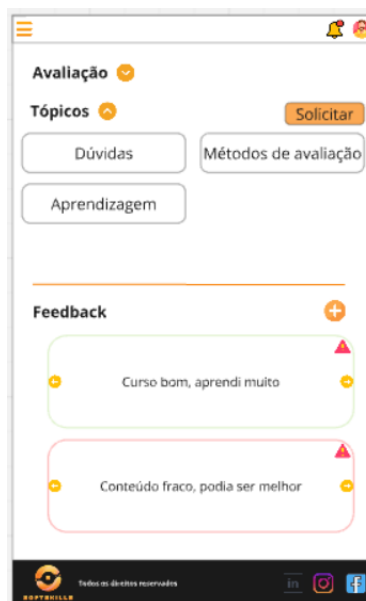 Avaliação
Tópicos
Solicitar
Dúvidas
Métodos de avaliação
Aprendizagem
Feedback
Curso bom, aprendi muito
Conteúdo fraco, podia ser melhor
SOFTSKILLS
Todos os direitos reservados
in